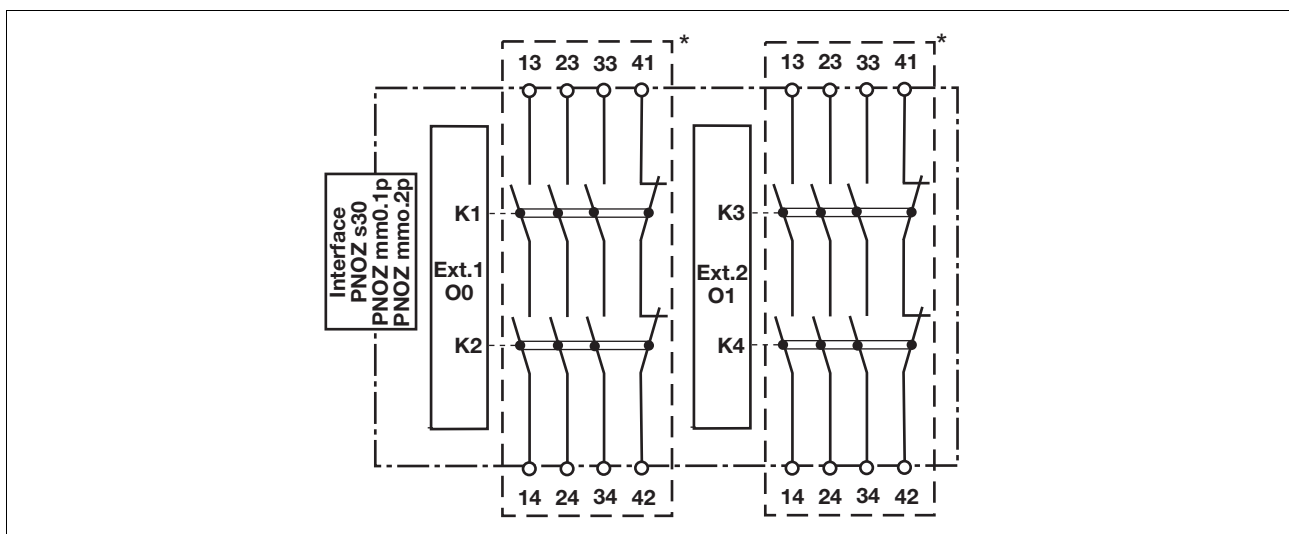 * *
13 23 33 41 13 23 33 41
Interface
PNOZ s30
PNOZ mm0.1p
PNOZ mmo.2p
K1 K3
Ext.1
O0
Ext.2
O1
K2 K4
14 24 34 42 14 24 34 42